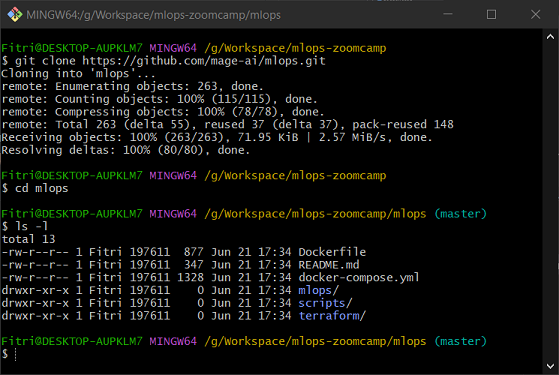 MINGW64:/g/Workspace/mlops-zoomcamp/mlops
Fitri@DESKTOP-AUPKLM7 MINGW64 /g/Workspace/mlops-zoomcamp
$ git clone https://github.com/mage-ai/mlops.git
Cloning into 'mlops'...
remote: Enumerating objects: 263, done.
remote: Counting objects: 100% (115/115), done.
remote: Compressing objects: 100% (78/78), done.
remote: Total 263 (delta 55), reused 37 (delta 37), pack-reused 148
Receiving objects: 100% (263/263), 71.95 KiB | 2.57 MiB/s, done.
Resolving deltas: 100% (80/80), done.
Fitri@DESKTOP-AUPKLM7 MINGW64 /g/Workspace/mlops-zoomcamp
$ cd mlops
Fitri@DESKTOP-AUPKLM7 MINGW64 /g/Workspace/mlops-zoomcamp/mlops (master)
$ ls -l
total 13
-rw-r--r-- 1 Fitri 197611  877 Jun 21 17:34 Dockerfile
-rw-r--r-- 1 Fitri 197611  347 Jun 21 17:34 README.md
-rw-r--r-- 1 Fitri 197611 1328 Jun 21 17:34 docker-compose.yml
drwxr-xr-x 1 Fitri 197611    0 Jun 21 17:34 mlops/
drwxr-xr-x 1 Fitri 197611    0 Jun 21 17:34 scripts/
drwxr-xr-x 1 Fitri 197611    0 Jun 21 17:34 terraform/
Fitri@DESKTOP-AUPKLM7 MINGW64 /g/Workspace/mlops-zoomcamp/mlops (master)
$